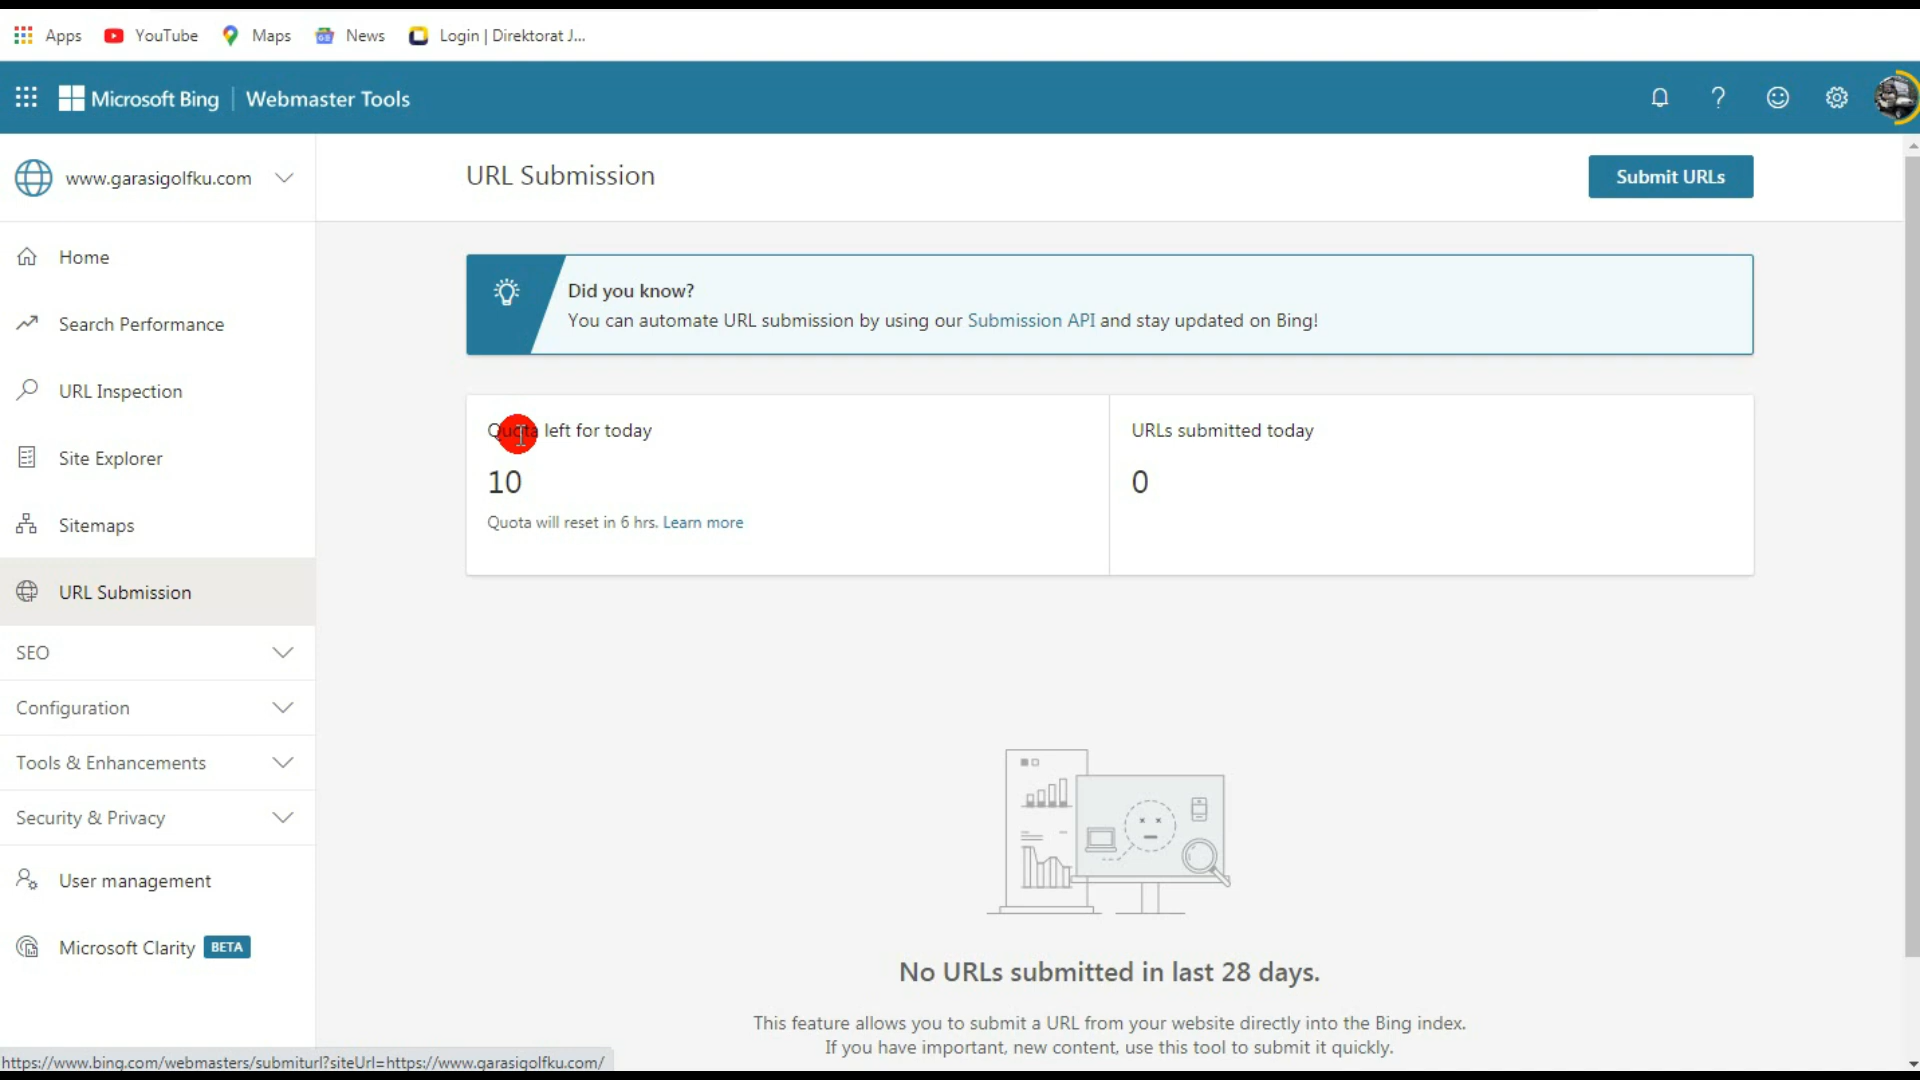 Apps YouTube Maps News Login | Direktorat J...
Microsoft Bing | Webmaster Tools
www.garasigolfku.com
URL Submission
Submit URLs
Home
Search Performance
URL Inspection
Site Explorer
Sitemaps
URL Submission
SEO
Configuration
Tools & Enhancements
Security & Privacy
User management
Microsoft Clarity BETA
Did you know?
You can automate URL submission by using our Submission API and stay updated on Bing!
Quota left for today
10
Quota will reset in 6 hrs. Learn more
URLs submitted today
0
No URLs submitted in last 28 days.
This feature allows you to submit a URL from your website directly into the Bing index.
If you have important, new content, use this tool to submit it quickly.
https://www.bing.com/webmasters/submiturl?siteUrl=https://www.garasigolfku.com/